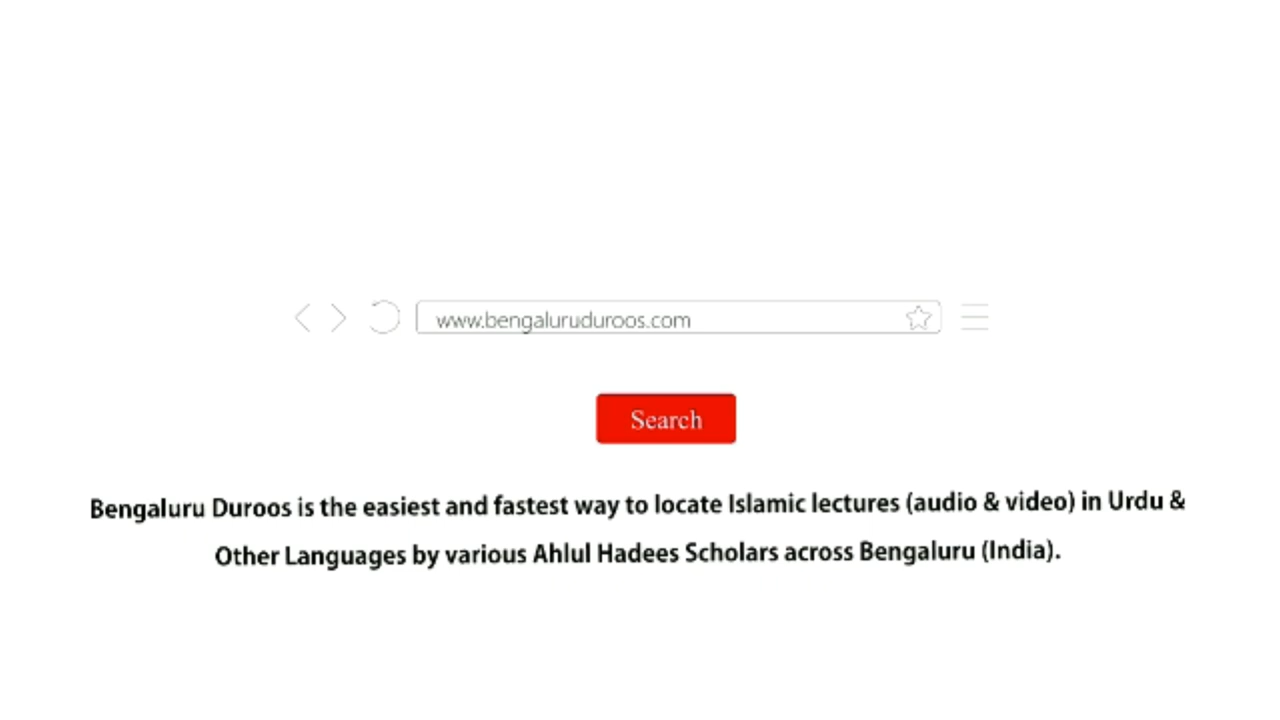 www.bengaluruduroos.com
Search
Bengaluru Duroos is the easiest and fastest way to locate Islamic lectures (audio & video) in Urdu &
Other Languages by various Ahlul Hadees Scholars across Bengaluru (India).